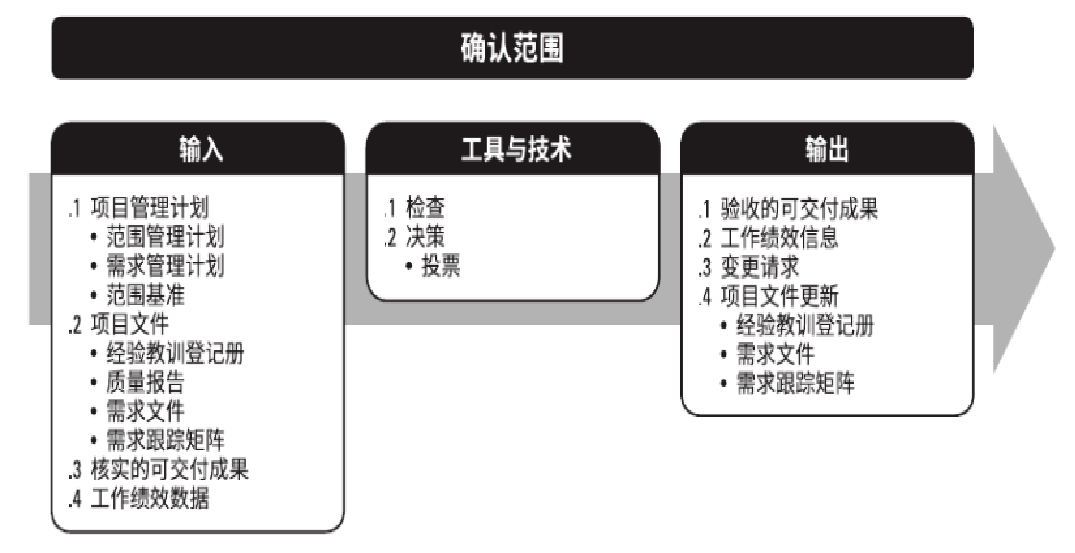 确认范围
输入
.1 项目管理计划
• 范围管理计划
• 需求管理计划
• 范围基准
.2 项目文件
• 经验教训登记册
• 质量报告
• 需求文件
• 需求跟踪矩阵
.3 核实的可交付成果
.4 工作绩效数据
工具与技术
.1 检查
.2 决策
• 投票
输出
.1 验收的可交付成果
.2 工作绩效信息
.3 变更请求
.4 项目文件更新
• 经验教训登记册
• 需求文件
• 需求跟踪矩阵